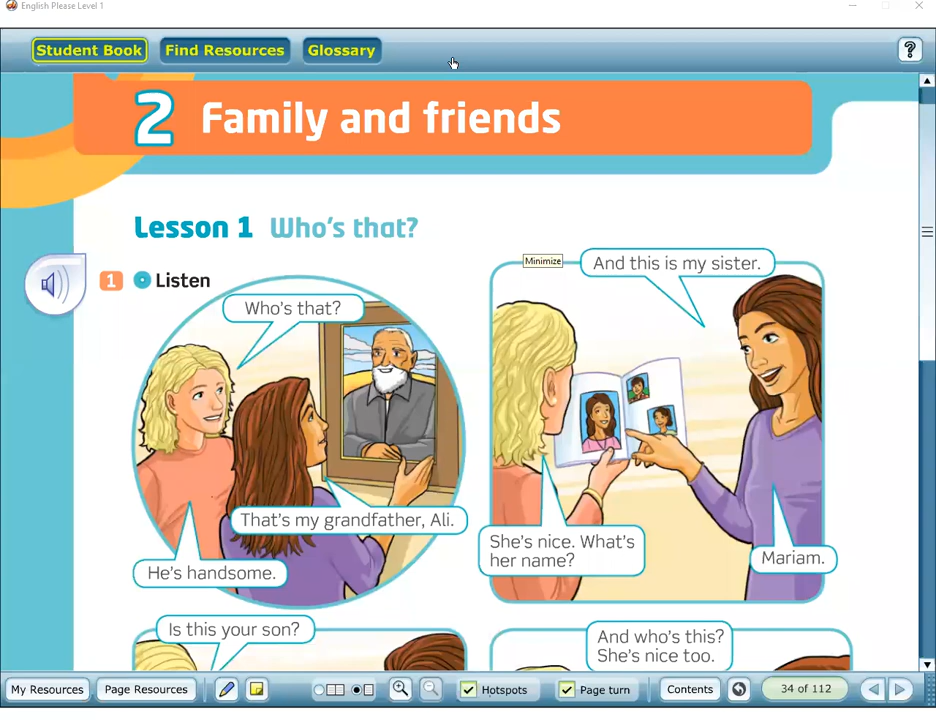 English Please Level 1
Student Book
Find Resources
Glossary
?
2 Family and friends
Lesson 1 Who's that?
1 Listen
Who's that?
That's my grandfather, Ali.
He's handsome.
Minimize
And this is my sister.
She's nice. What's
her name?
Mariam.
Is this your son?
And who's this?
She's nice too.
My Resources
Page Resources
Hotspots
Page turn
Contents
34 of 112